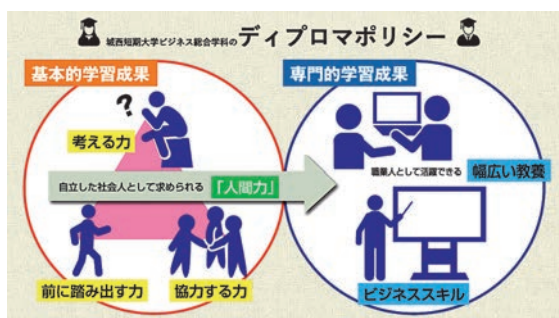 城西短期大学ビジネス総合学科のディプロマポリシー
基本的学習成果
専門的学習成果
?
考える力
自立した社会人として求められる「人間力」
職業人として活躍できる 幅広い教養
前に踏み出す力
協力する力
ビジネススキル